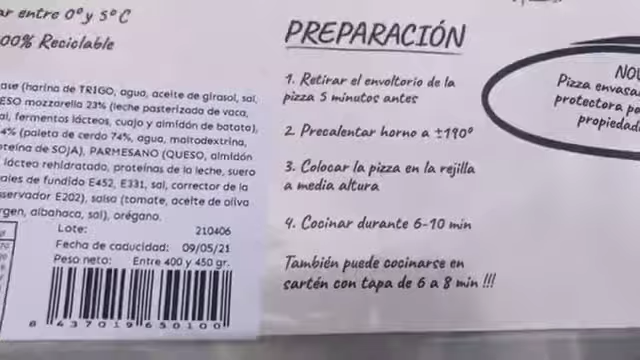 ar entre 0º y 5º C
00% Reciclable
ase (harina de TRIGO, agua, aceite de girasol, sal,
ESO mozzarella 23% (leche pasterizada de vaca,
al, fermentos lácteos, cuajo y almidón de batata),
4% (paleta de cerdo 74%, agua, maltodextrina,
oteína de SOJA), PARMESANO (QUESO, almidón
lácteo rehidratado, proteínas de la leche, suero
ales de fundido E452, E331, sal, corrector de la
servador E202), salsa (tomate, aceite de oliva
rgen, albahaca, sal), orégano.
Lote: 210406
Fecha de caducidad: 09/05/21
Peso neto: Entre 400 y 450 gr.
8 437019 650100
PREPARACIÓN
1. Retirar el envoltorio de la
pizza 5 minutos antes
2. Precalentar horno a ±190º
3. Colocar la pizza en la rejilla
a media altura
4. Cocinar durante 6-10 min
También puede cocinarse en
sartén con tapa de 6 a 8 min !!!
NOV
Pizza envasa
protectora pa
propiedad